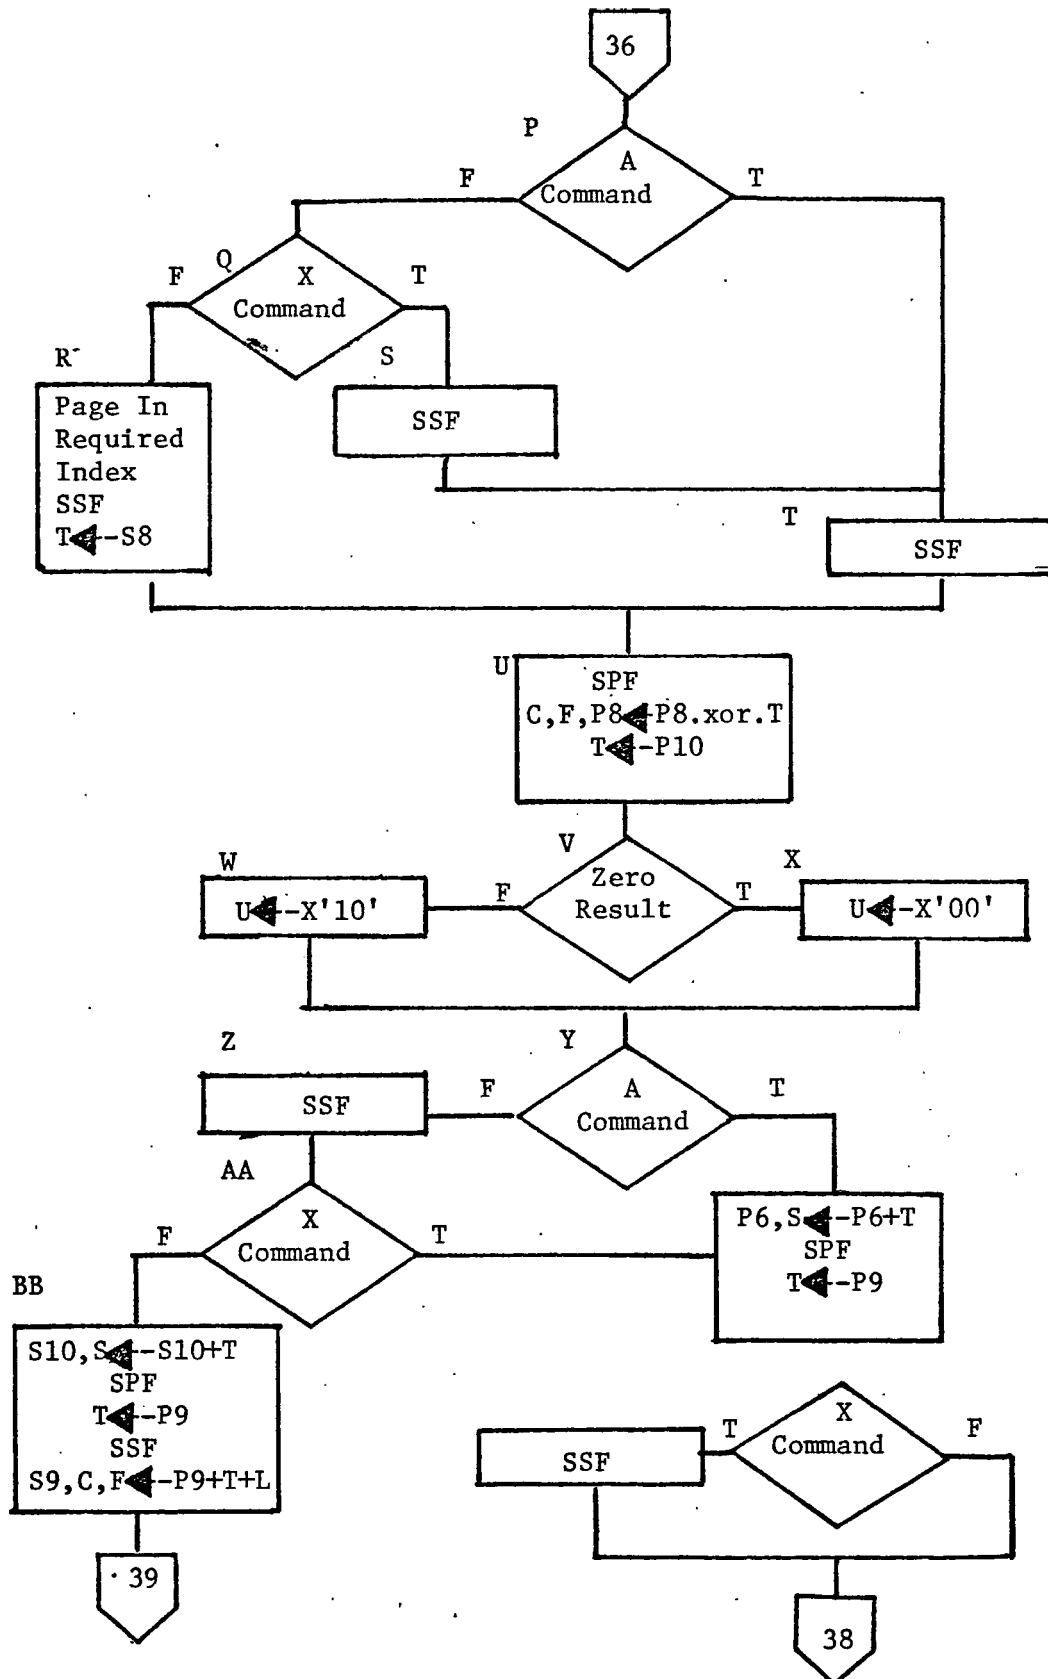 36
P
A
Command
F
T
Q
X
Command
F
T
R
S
Page In
Required
Index
SSF
T◄-S8
SSF
T
SSF
U
SPF
C,F,P8◄-P8.xor.T
T◄-P10
V
Zero
Result
F
T
W
U◄-X'10'
X
U◄-X'00'
Z
SSF
Y
A
Command
F
T
AA
X
Command
F
T
P6,S◄-P6+T
SPF
T◄-P9
BB
S10,S◄-S10+T
SPF
T◄-P9
SSF
S9,C,F◄-P9+T+L
39
SSF
T
X
Command
F
38